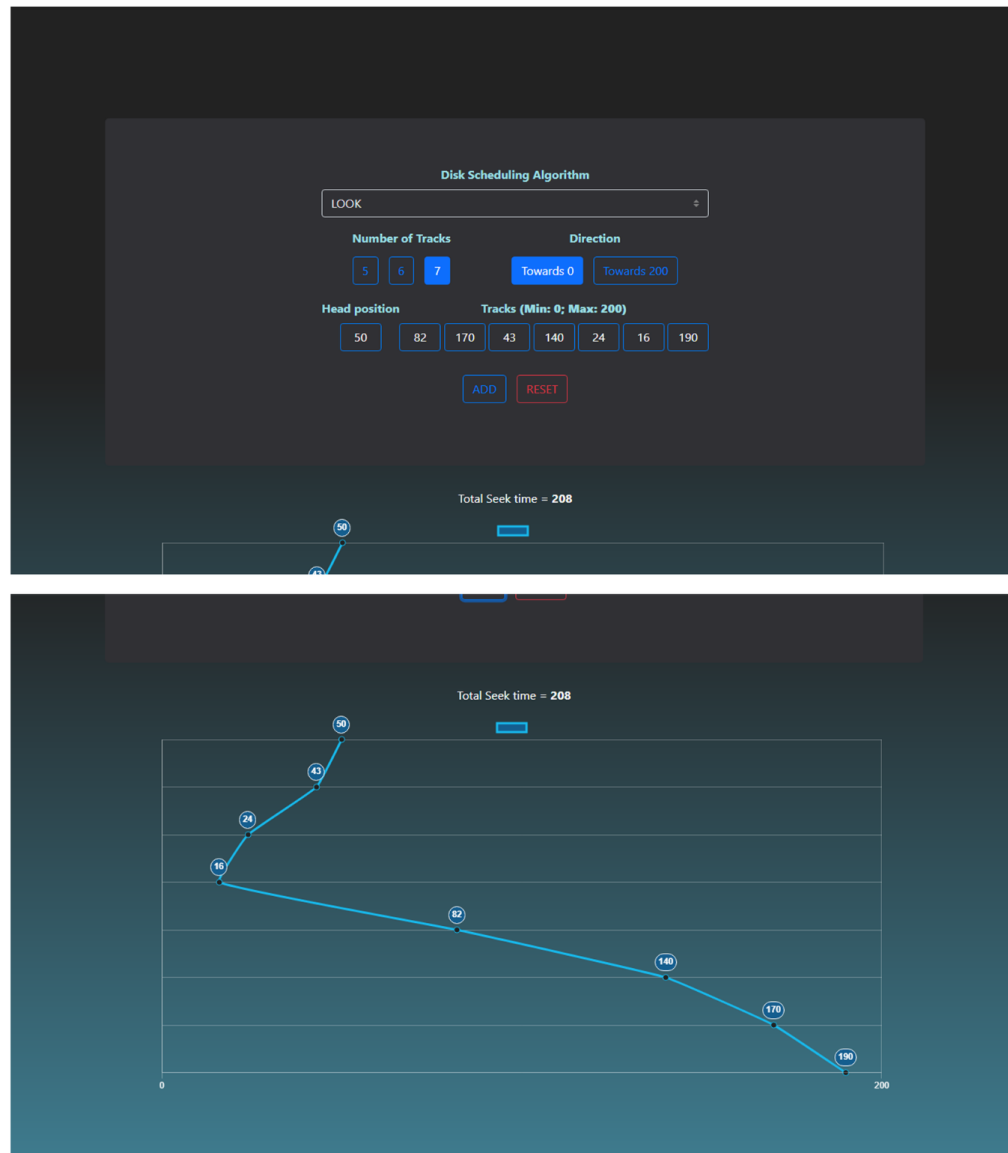 Disk Scheduling Algorithm
LOOK
Number of Tracks Direction
5 6 7 Towards 0 Towards 200
Head position Tracks (Min: 0; Max: 200)
50 82 170 43 140 24 16 190
ADD RESET
Total Seek time = 208
50
43
Total Seek time = 208
50
43
24
16
82
140
170
190
0 200